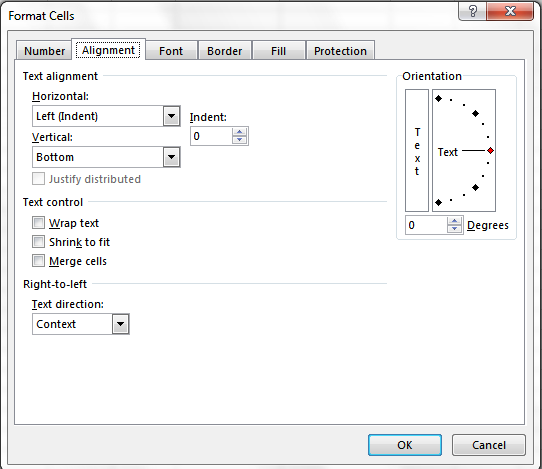 Format Cells
Number Alignment Font Border Fill Protection
Text alignment
Horizontal:
Left (Indent)
Indent:
0
Vertical:
Bottom
Justify distributed
Text control
Wrap text
Shrink to fit
Merge cells
Right-to-left
Text direction:
Context
Orientation
Text
Text
0 Degrees
OK Cancel